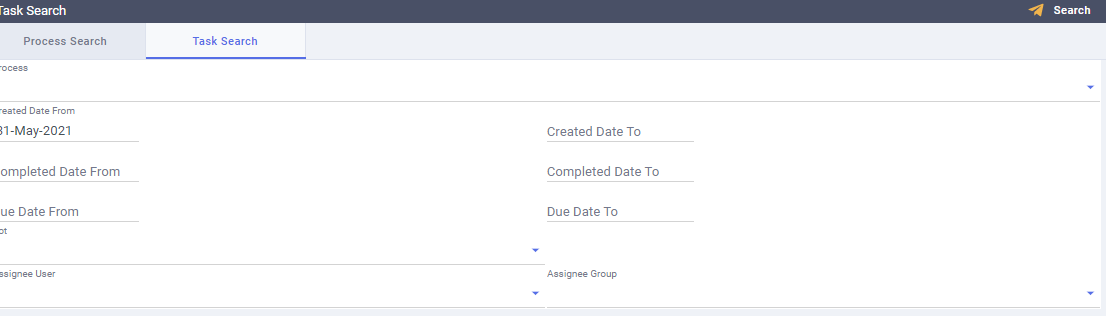 Task Search
Search
Process Search
Task Search
rocess
reated Date From
31-May-2021
Created Date To
ompleted Date From
Completed Date To
ue Date From
Due Date To
ot
ssignee User
Assignee Group